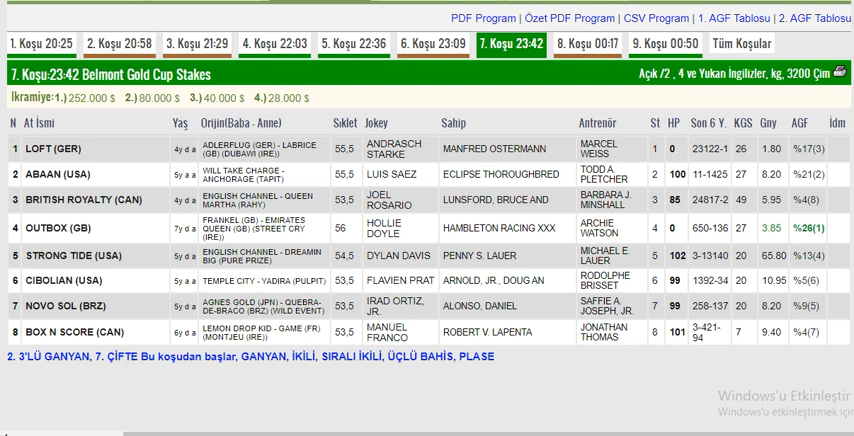 PDF Program | Özet PDF Program | CSV Program | 1. AGF Tablosu | 2. AGF Tablosu
1. Koşu 20:25 2. Koşu 20:58 3. Koşu 21:29 4. Koşu 22:03 5. Koşu 22:36 6. Koşu 23:09 7. Koşu 23:42 8. Koşu 00:17 9. Koşu 00:50 Tüm Koşular
7. Koşu:23:42 Belmont Gold Cup Stakes Açık /2 , 4 ve Yukarı İngilizler, kg, 3200 Çim
Ikramiye: 1.) 252.000 $ 2.) 80.000 $ 3.) 40.000 $ 4.) 28.000 $
N At İsmi Yaş Orijin(Baba - Anne) Sıklet Jokey Sahip Antrenör St HP Son 6 Y. KGS Gny AGF İdm
1 LOFT (GER) 4y d a ADLERFLUG (GER) - LABRICE (GB) (DUBAWI (IRE)) 55,5 ANDRASCH STARKE MANFRED OSTERMANN MARCEL WEISS 1 0 23122-1 26 1.80 %17(3)
2 ABAAN (USA) 5y a a WILL TAKE CHARGE - ANCHORAGE (TAPIT) 55,5 LUIS SAEZ ECLIPSE THOROUGHBRED TODD A. PLETCHER 2 100 11-1425 27 8.20 %21(2)
3 BRITISH ROYALTY (CAN) 4y d a ENGLISH CHANNEL - QUEEN MARTHA (RAHY) 53,5 JOEL ROSARIO LUNSFORD, BRUCE AND BARBARA J. MINSHALL 3 85 24817-2 49 5.95 %4(8)
4 OUTBOX (GB) 7y d a FRANKEL (GB) - EMIRATES QUEEN (GB) (STREET CRY (IRE)) 56 HOLLIE DOYLE HAMBLETON RACING XXX ARCHIE WATSON 4 0 650-136 27 3.85 %26(1)
5 STRONG TIDE (USA) 5y d a ENGLISH CHANNEL - DREAMIN BIG (PURE PRIZE) 54,5 DYLAN DAVIS PENNY S. LAUER MICHAEL E. LAUER 5 102 3-13140 20 65.80 %13(4)
6 CIBOLIAN (USA) 5y a a TEMPLE CITY - YADIRA (PULPIT) 53,5 FLAVIEN PRAT ARNOLD, JR., DOUG AN RODOLPHE BRISSET 6 99 1392-34 20 10.95 %5(6)
7 NOVO SOL (BRZ) 5y d a AGNES GOLD (JPN) - QUEBRA-DE-BRACO (BRZ) (WILD EVENT) 53,5 IRAD ORTIZ, JR. ALONSO, DANIEL SAFFIE A. JOSEPH, JR. 7 99 258-137 20 8.20 %9(5)
8 BOX N SCORE (CAN) 6y d a LEMON DROP KID - GAME (FR) (MONTJEU (IRE)) 53,5 MANUEL FRANCO ROBERT V. LAPENTA JONATHAN THOMAS 8 101 3-421-94 7 9.40 %4(7)
2. 3'LÜ GANYAN, 7. ÇİFTE Bu koşudan başlar, GANYAN, İKİLİ, SIRALI İKİLİ, ÜÇLÜ BAHİS, PLASE
Windows'u Etkinleştir
Windows'u etkinleştirmek için